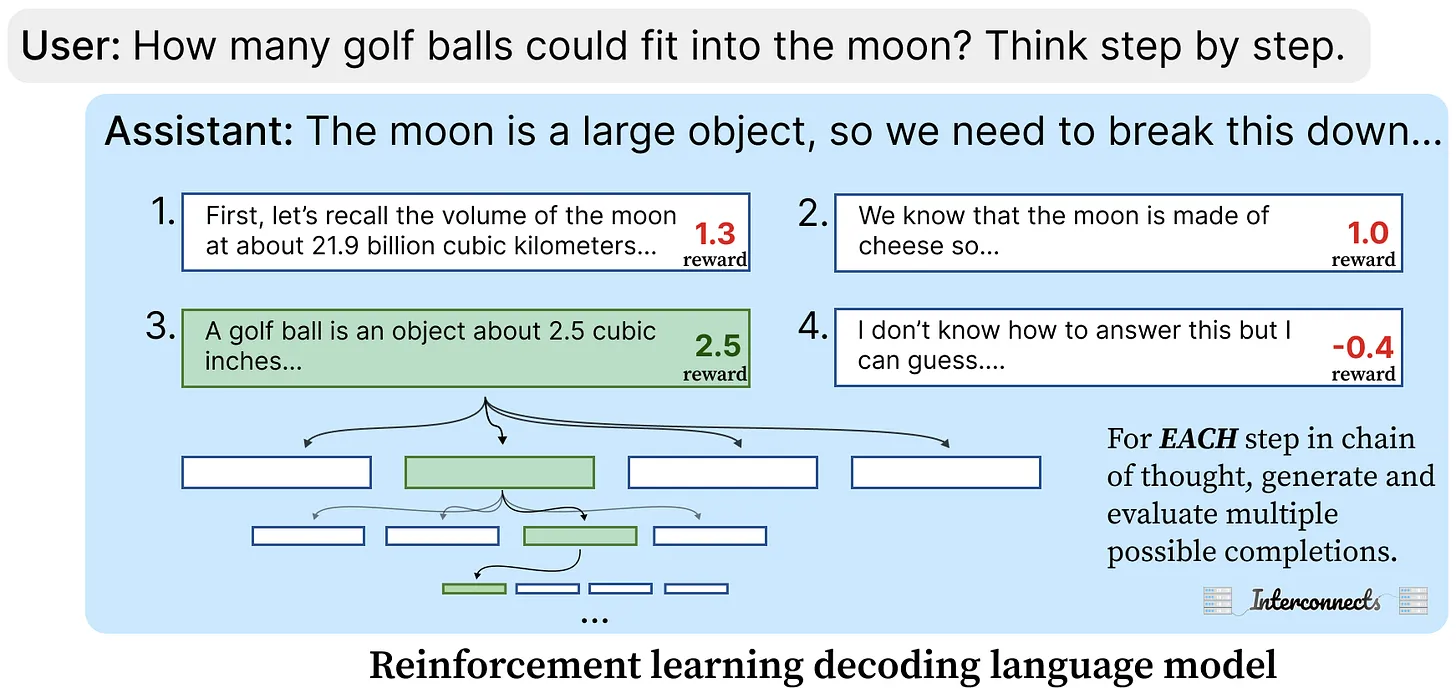 User: How many golf balls could fit into the moon? Think step by step.
Assistant: The moon is a large object, so we need to break this down...
1.
First, let’s recall the volume of the moon
at about 21.9 billion cubic kilometers...
1.3
reward
2.
We know that the moon is made of
cheese so...
1.0
reward
3.
A golf ball is an object about 2.5 cubic
inches...
2.5
reward
4.
I don’t know how to answer this but I
can guess....
-0.4
reward
For EACH step in chain
of thought, generate and
evaluate multiple
possible completions.
...
Interconnects
Reinforcement learning decoding language model